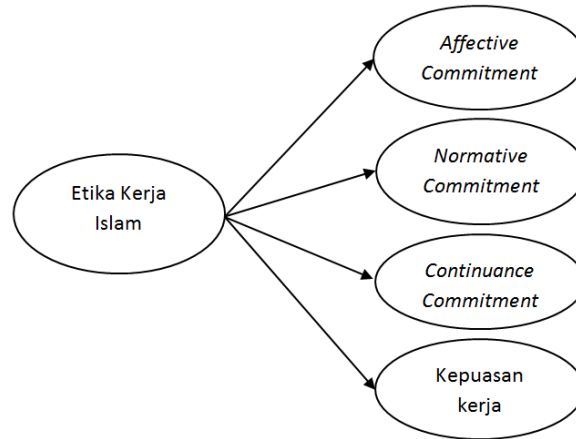 Affective
Commitment
Normative
Commitment
Etika Kerja
Islam
Continuance
Commitment
Kepuasan
kerja